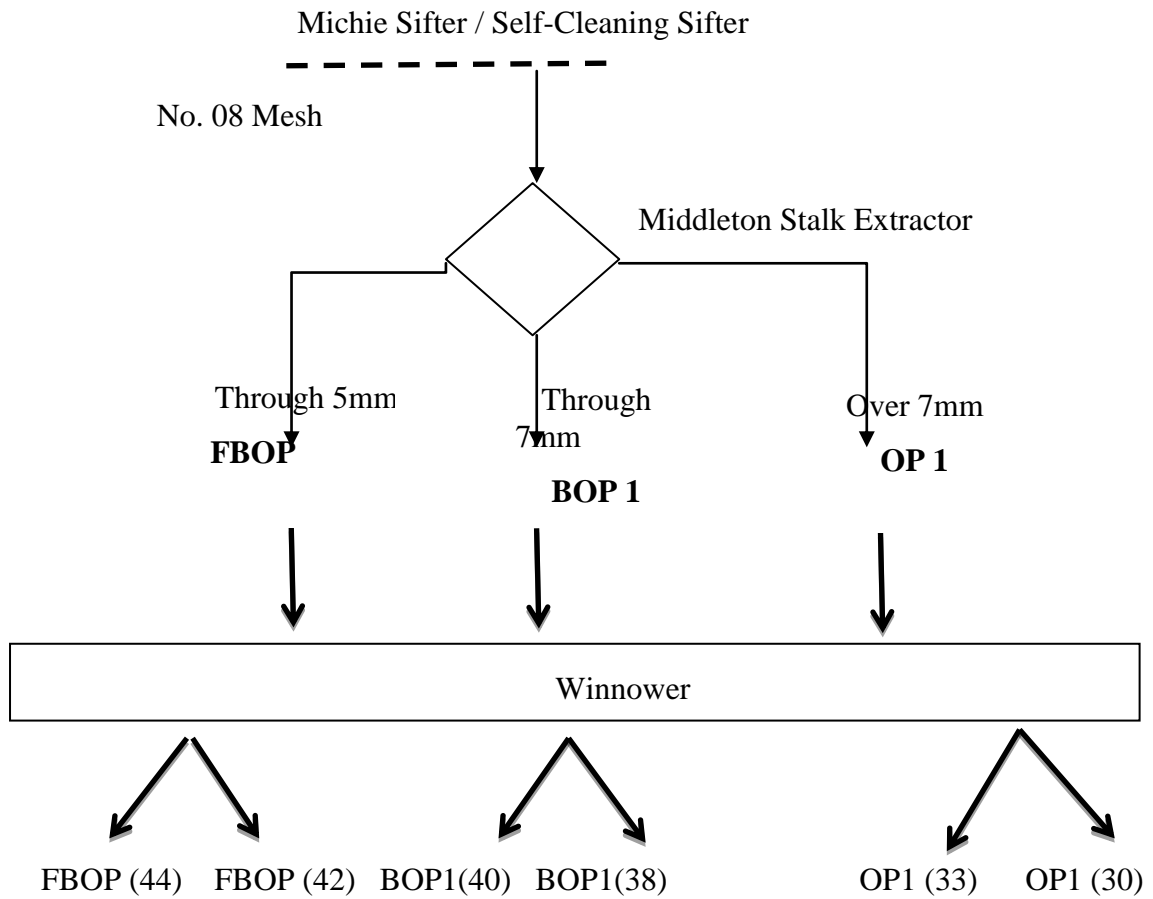 Michie Sifter / Self-Cleaning Sifter
No. 08 Mesh
Middleton Stalk Extractor
Through 5mm
FBOP
Through
7mm
BOP 1
Over 7mm
OP 1
Winnower
FBOP (44)
FBOP (42)
BOP1(40)
BOP1(38)
OP1 (33)
OP1 (30)